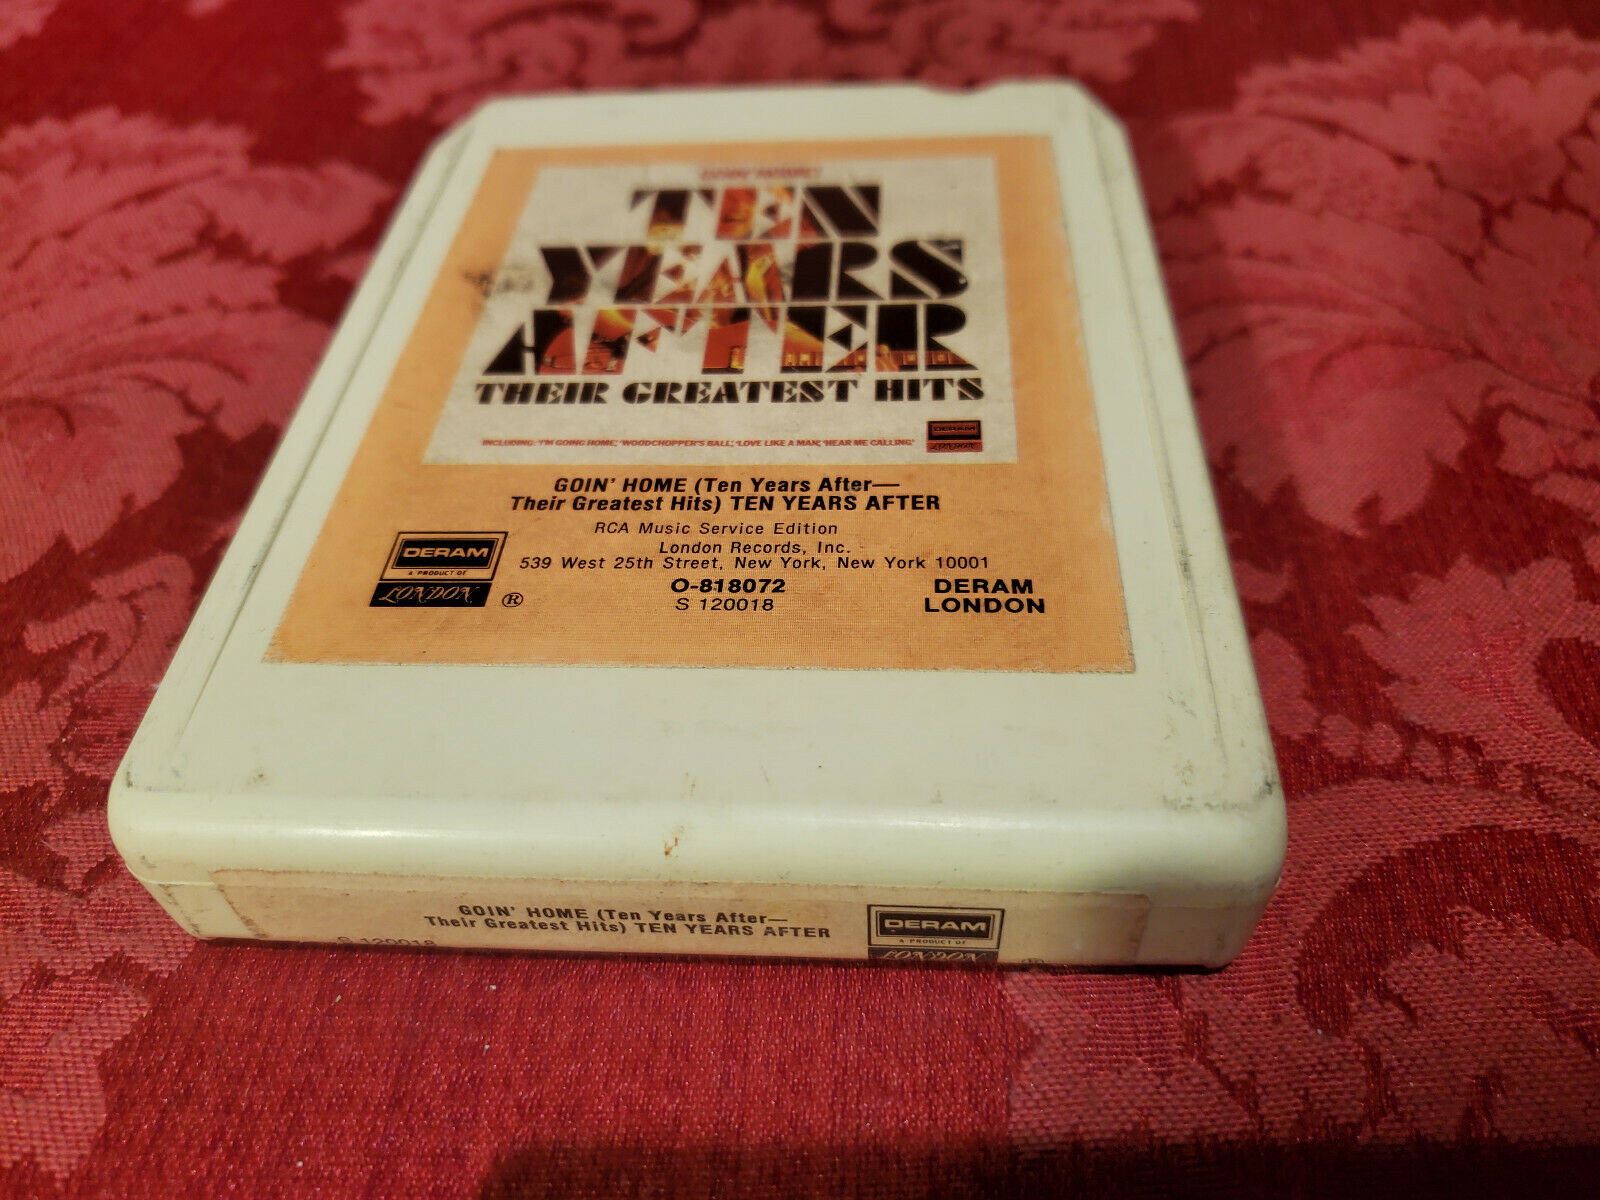 TEN
YEARS
AFTER
THEIR GREATEST HITS
DERAM
LONDON
INCLUDING: 'I'M GOING HOME,' 'WOODCHOPPER'S BALL,' 'LOVE LIKE A MAN,' 'HEAR ME CALLING'
GOIN' HOME (Ten Years After—
Their Greatest Hits) TEN YEARS AFTER
RCA Music Service Edition
London Records, Inc.
539 West 25th Street, New York, New York 10001
DERAM
A PRODUCT OF
LONDON ®
O-818072
S 120018
DERAM
LONDON
GOIN' HOME (Ten Years After—
Their Greatest Hits) TEN YEARS AFTER
S 120018
DERAM
A PRODUCT OF
LONDON ®